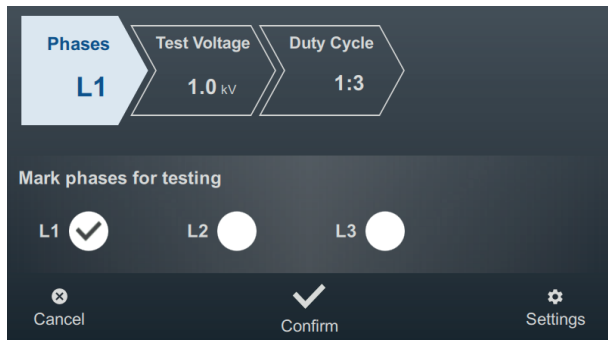 Phases
L1
Test Voltage
1.0 kV
Duty Cycle
1:3
Mark phases for testing
L1
L2
L3
Cancel
Confirm
Settings